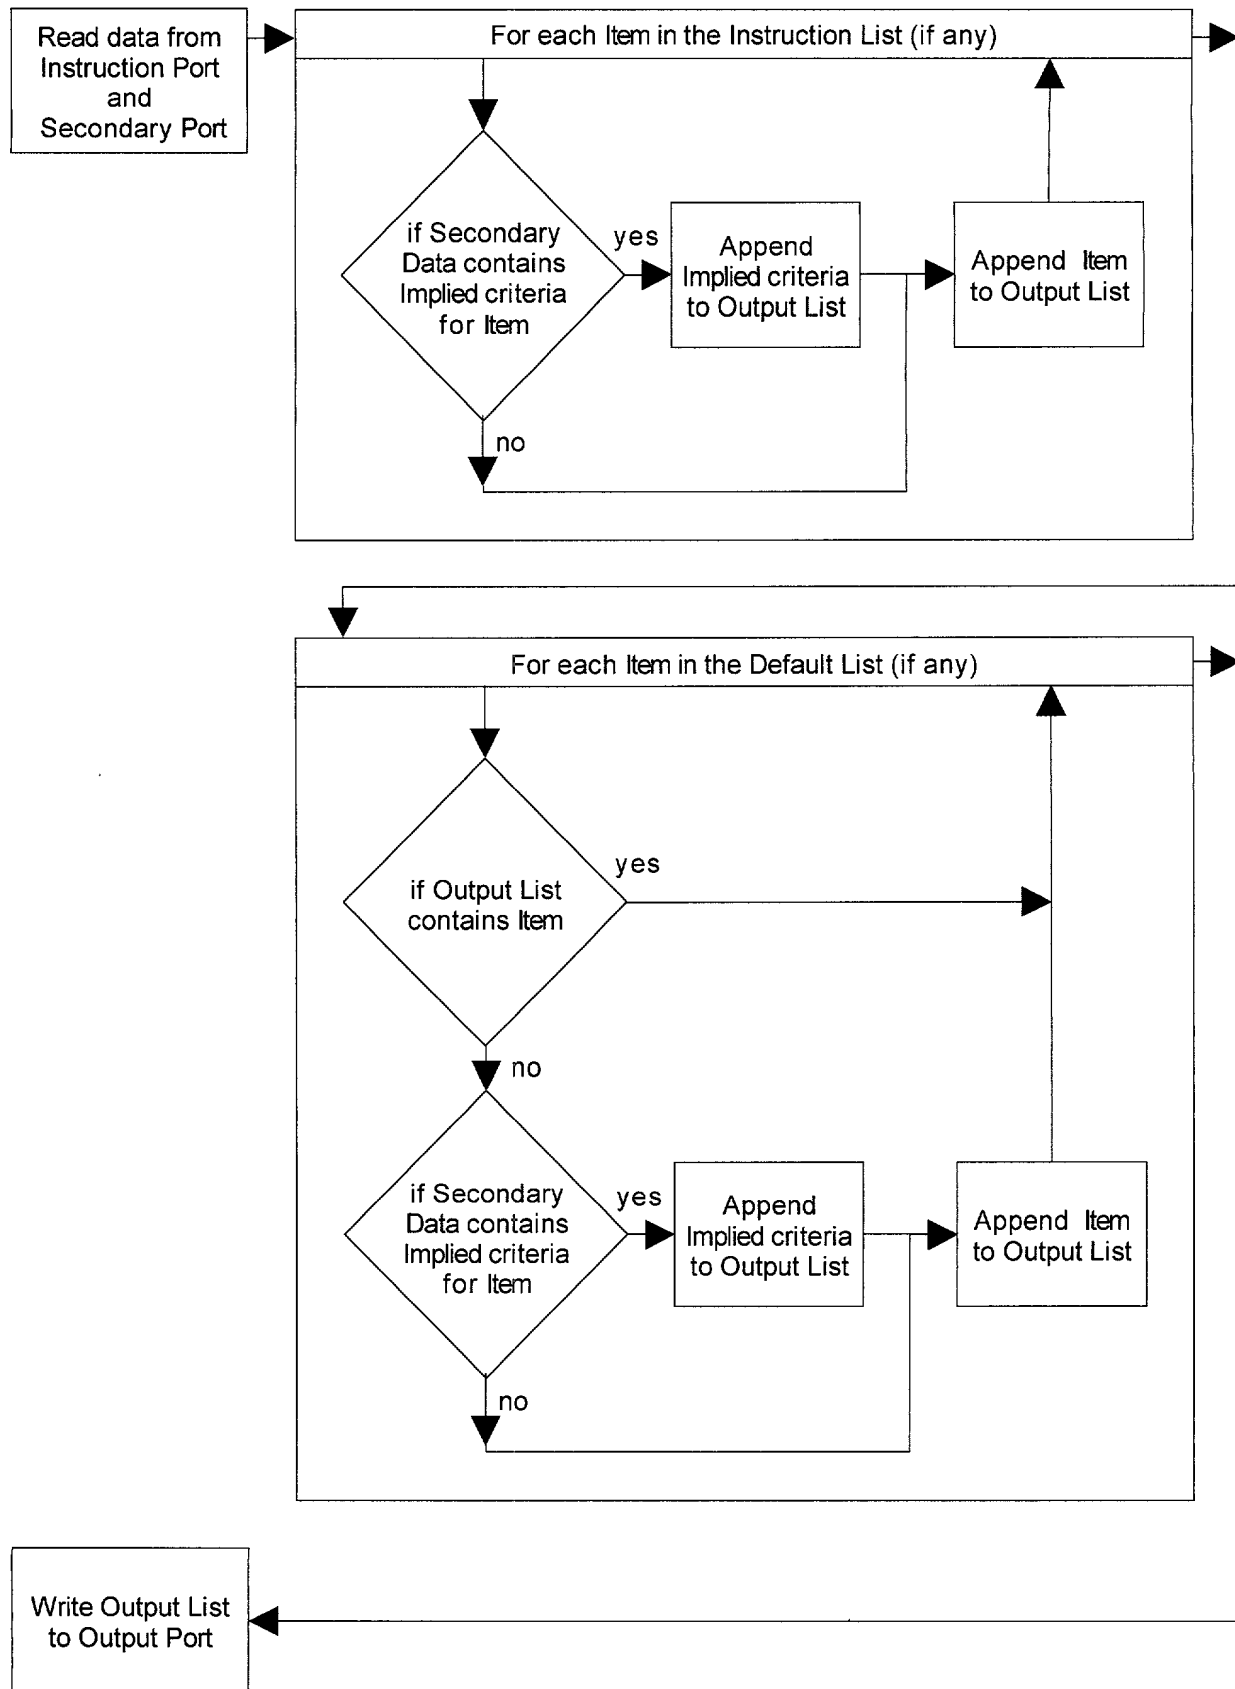 Read data from
Instruction Port
and
Secondary Port
For each Item in the Instruction List (if any)
if Secondary
Data contains
Implied criteria
for Item
yes
Append
Implied criteria
to Output List
Append Item
to Output List
no
For each Item in the Default List (if any)
if Output List
contains Item
yes
no
if Secondary
Data contains
Implied criteria
for Item
yes
Append
Implied criteria
to Output List
Append Item
to Output List
no
Write Output List
to Output Port